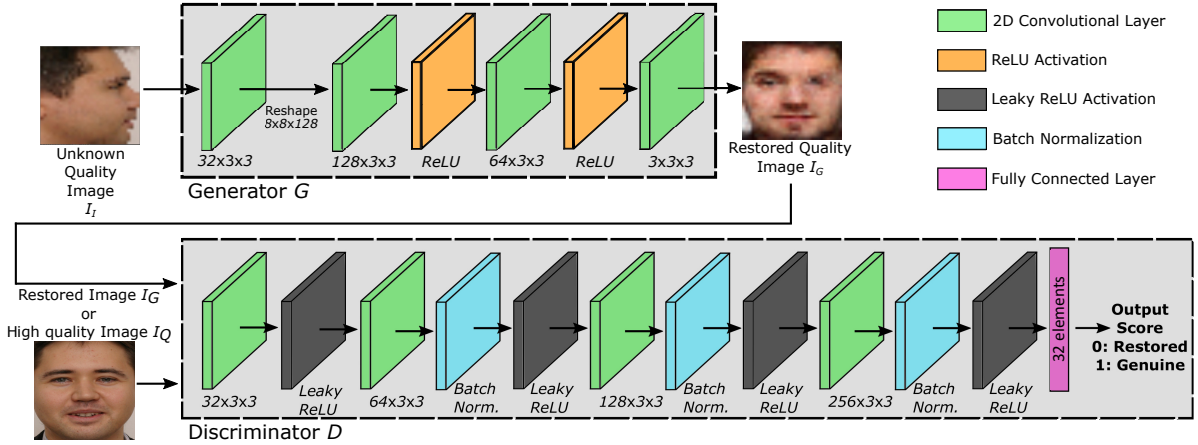 Unknown
Quality
Image
I_I
32x3x3
Reshape
8x8x128
128x3x3
ReLU
64x3x3
ReLU
3x3x3
Generator G
Restored Quality
Image I_G
2D Convolutional Layer
ReLU Activation
Leaky ReLU Activation
Batch Normalization
Fully Connected Layer
Restored Image I_G
or
High quality Image I_Q
32x3x3
Leaky
ReLU
64x3x3
Batch
Norm.
Leaky
ReLU
128x3x3
Batch
Norm.
Leaky
ReLU
256x3x3
Batch
Norm.
Leaky
ReLU
32 elements
Output
Score
0: Restored
1: Genuine
Discriminator D